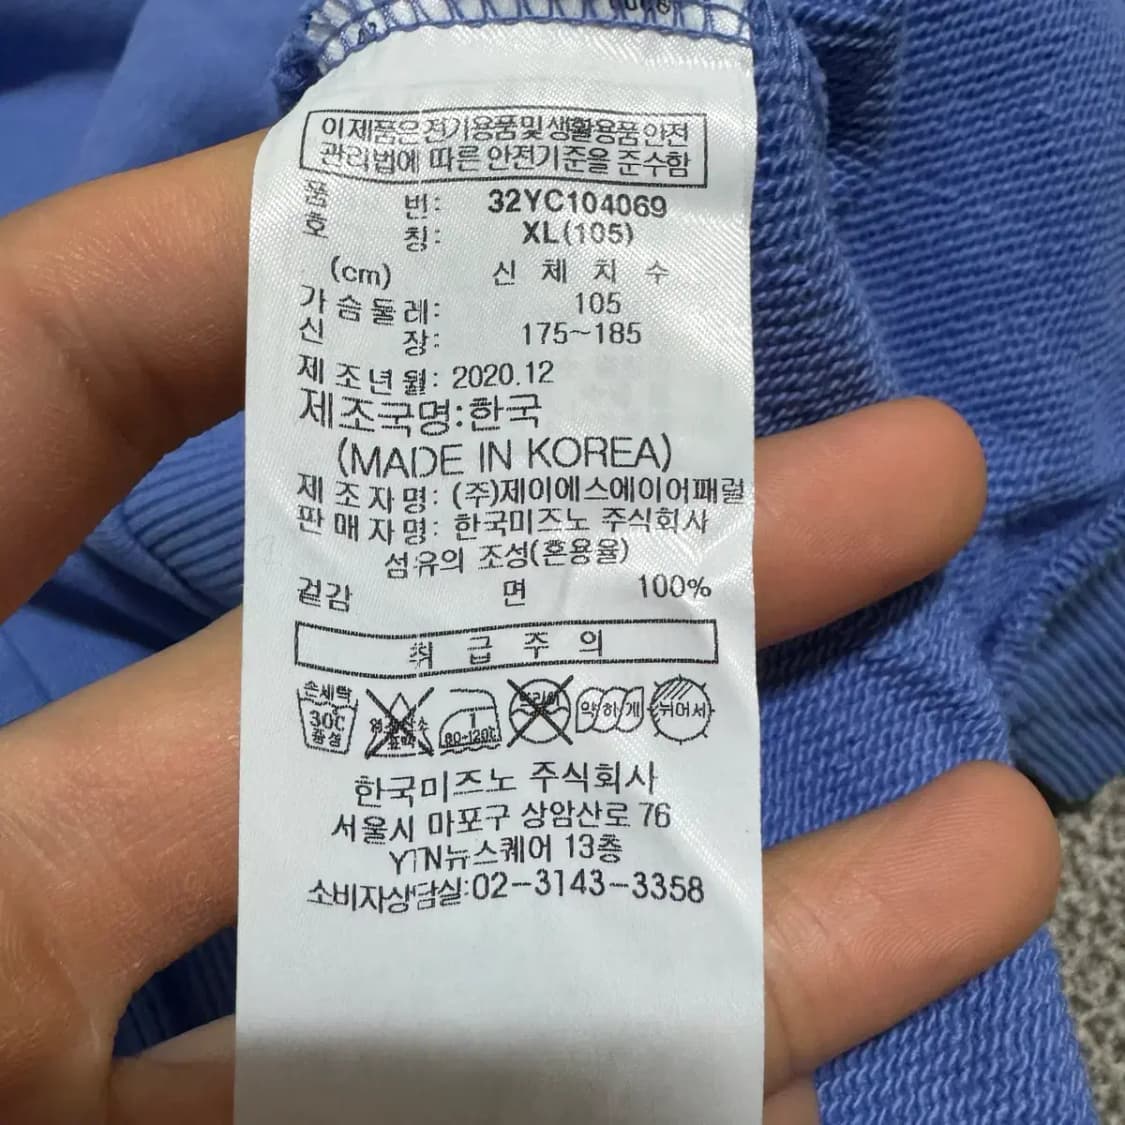 이 제품은 전기용품 및 생활용품 안전
관리법에 따른 안전기준을 준수함
품 번: 32YC104069
호 칭: XL(105)
(cm) 신 체 치 수
가슴둘레: 105
신 장: 175~185
제조년월: 2020.12
제조국명:한국
(MADE IN KOREA)
제조자명: (주)제이에스에이어패럴
판매자명: 한국미즈노 주식회사
섬유의 조성(혼용율)
겉감 면 100%
취 급 주 의
손세탁
30℃
중성
80~120℃
약하게
뉘어서
한국미즈노 주식회사
서울시 마포구 상암산로 76
YTN뉴스퀘어 13층
소비자상담실:02-3143-3358